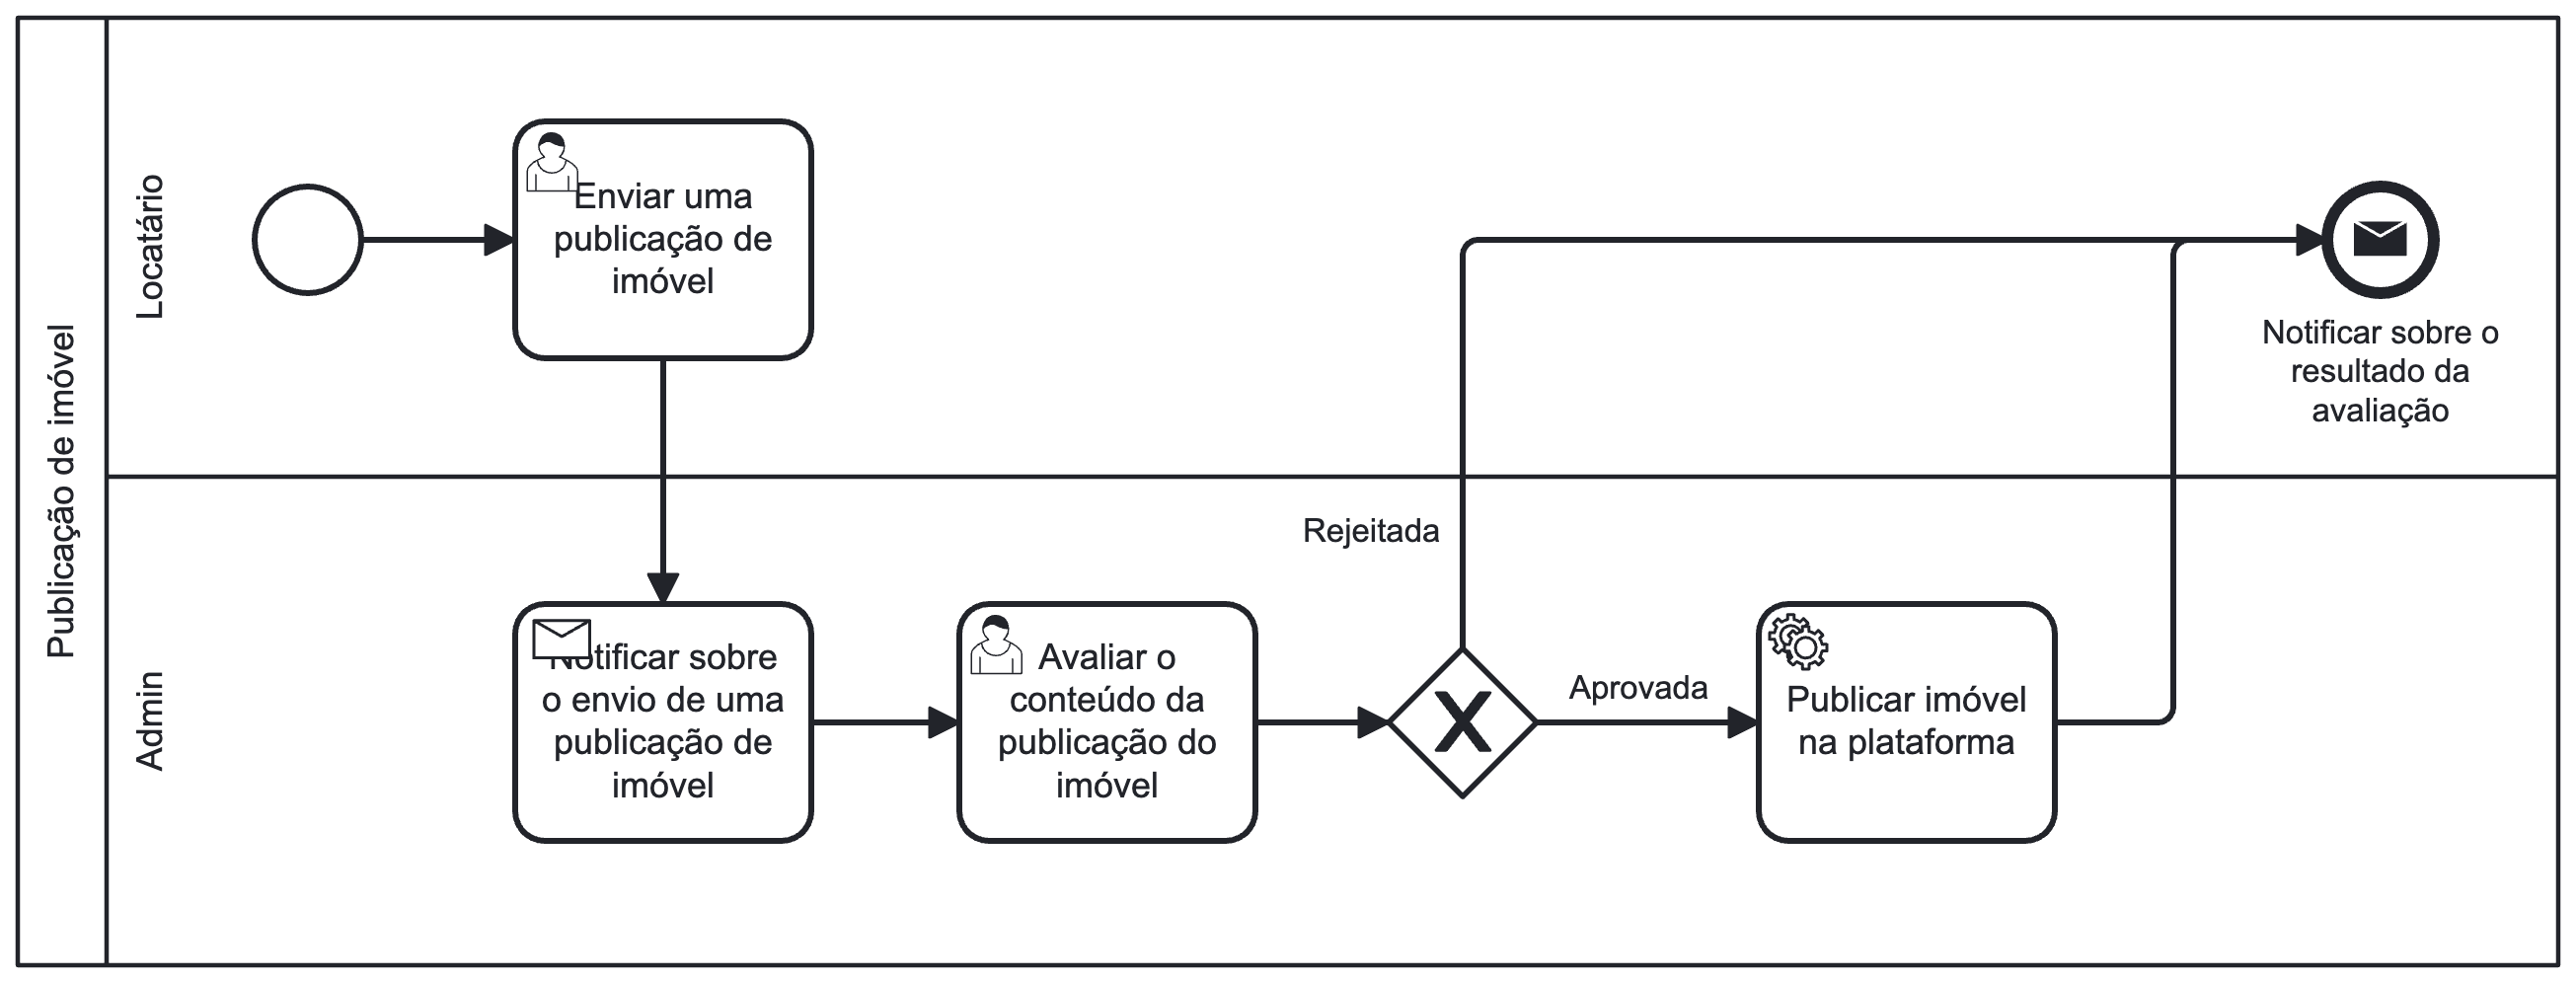 Publicação de imóvel
Locatário
Enviar uma
publicação de
imóvel
Notificar sobre o
resultado da
avaliação
Admin
Notificar sobre
o envio de uma
publicação de
imóvel
Avaliar o
conteúdo da
publicação do
imóvel
Rejeitada
Aprovada
Publicar imóvel
na plataforma